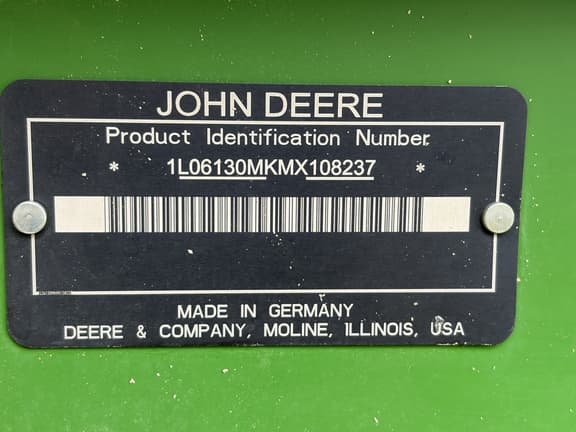 JOHN DEERE
Product Identification Number
* 1L06130MKMX108237 *
MADE IN GERMANY
DEERE & COMPANY, MOLINE, ILLINOIS, USA